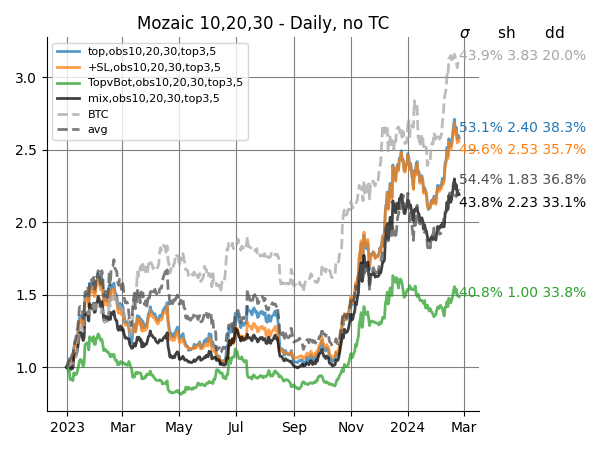 Mozaic 10,20,30 - Daily, no TC
σ sh dd
top,obs10,20,30,top3,5
+SL,obs10,20,30,top3,5
TopvBot,obs10,20,30,top3,5
mix,obs10,20,30,top3,5
BTC
avg
43.9% 3.83 20.0%
53.1% 2.40 38.3%
49.6% 2.53 35.7%
54.4% 1.83 36.8%
43.8% 2.23 33.1%
40.8% 1.00 33.8%
3.0
2.5
2.0
1.5
1.0
2023 Mar May Jul Sep Nov 2024 Mar